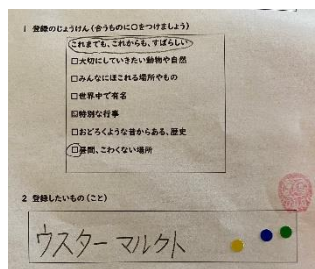 1 登録のじょうけん（合うものに○をつけましょう）
これまでも、これからも、すばらしい
□大切にしていきたい動物や自然
□みんなにほこれる場所やもの
□世界中で有名
□特別な行事
□おどろくような昔からある、歴史
□昼間、こわくない場所
2 登録したいもの（こと）
ウスターマルクト